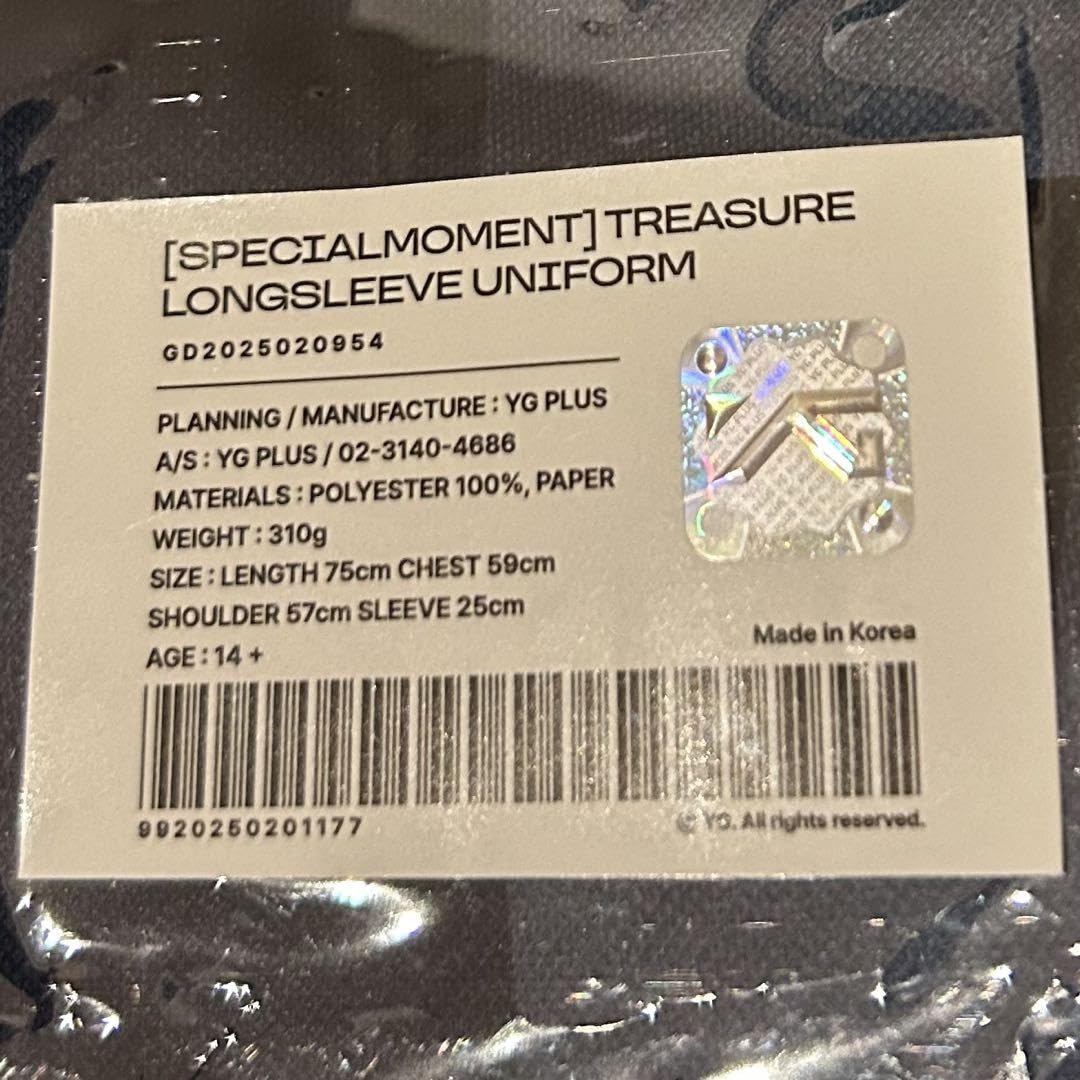 [SPECIALMOMENT] TREASURE
LONGSLEEVE UNIFORM
GD2025020954
PLANNING / MANUFACTURE : YG PLUS
A/S : YG PLUS / 02-3140-4686
MATERIALS : POLYESTER 100%, PAPER
WEIGHT : 310g
SIZE : LENGTH 75cm CHEST 59cm
SHOULDER 57cm SLEEVE 25cm
AGE : 14 +
Made in Korea
9920250201177
© YG. All rights reserved.